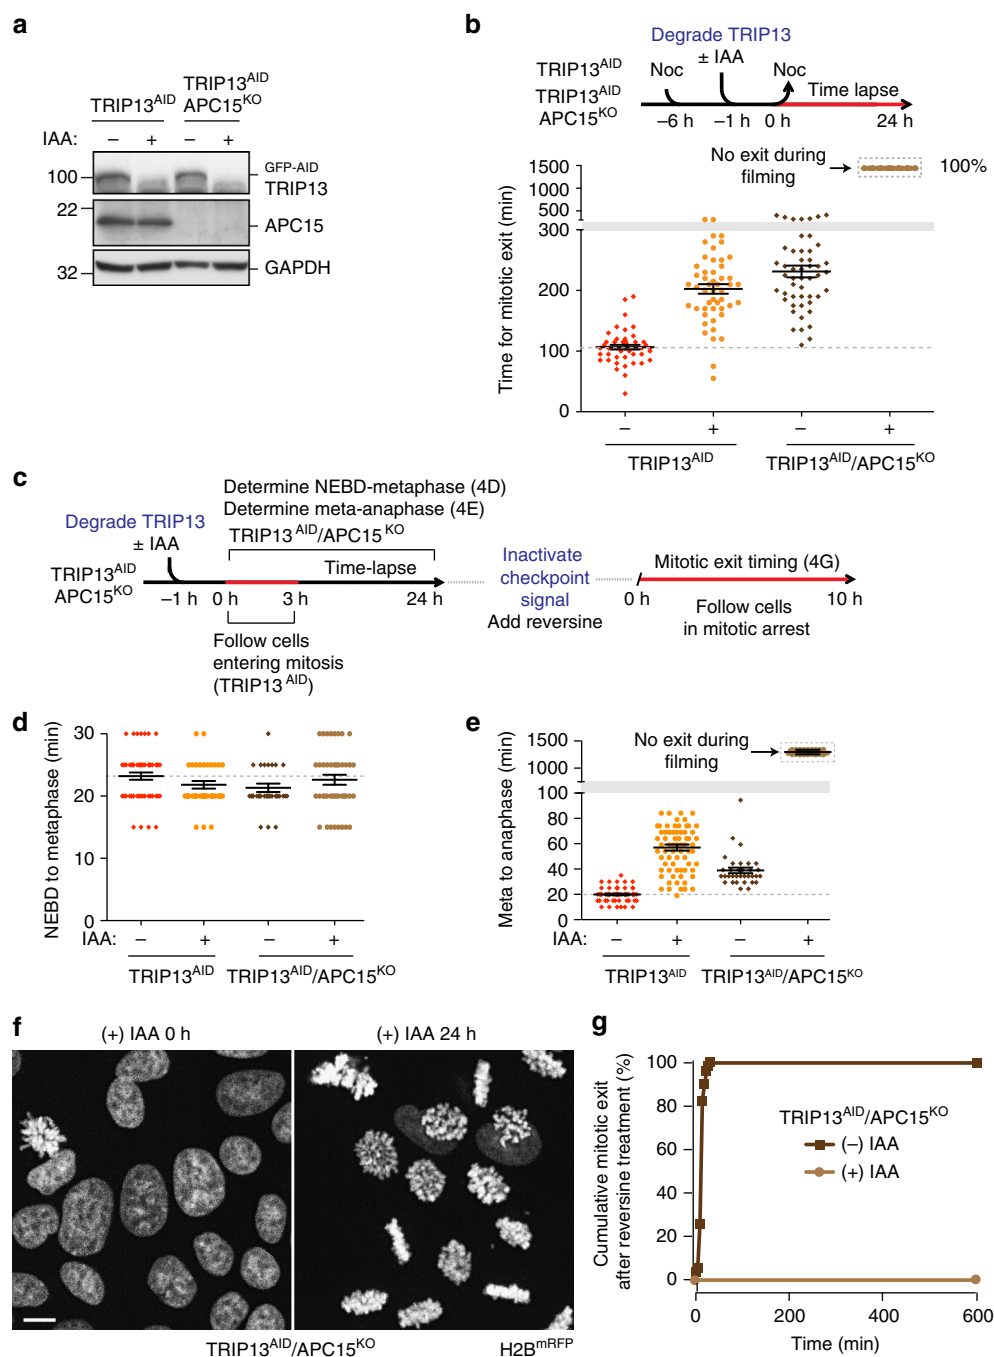 a
TRIP13AID
TRIP13AID
APC15KO
IAA: – + – +
100
GFP-AID
TRIP13
22
APC15
32
GAPDH
b
Degrade TRIP13
± IAA
TRIP13AID
TRIP13AID
APC15KO
Noc
Noc
Time lapse
–6 h
–1 h
0 h
24 h
No exit during
filming
100%
Time for mitotic exit (min)
1500
1000
500
300
200
100
0
– + – +
TRIP13AID
TRIP13AID/APC15KO
c
Determine NEBD-metaphase (4D)
Determine meta-anaphase (4E)
TRIP13AID/APC15KO
Degrade TRIP13
± IAA
TRIP13AID
APC15KO
Time-lapse
–1 h
0 h
3 h
24 h
Follow cells
entering mitosis
(TRIP13AID)
Inactivate
checkpoint
signal
Add reversine
Mitotic exit timing (4G)
0 h
10 h
Follow cells
in mitotic arrest
d
NEBD to metaphase (min)
30
20
10
0
IAA: – + – +
TRIP13AID
TRIP13AID/APC15KO
e
No exit during
filming
Meta to anaphase (min)
1500
1000
100
80
60
40
20
0
IAA: – + – +
TRIP13AID
TRIP13AID/APC15KO
f
(+) IAA 0 h
(+) IAA 24 h
TRIP13AID/APC15KO
H2BmRFP
g
Cumulative mitotic exit
after reversine treatment (%)
100
80
60
40
20
0
TRIP13AID/APC15KO
(–) IAA
(+) IAA
0
200
400
600
Time (min)